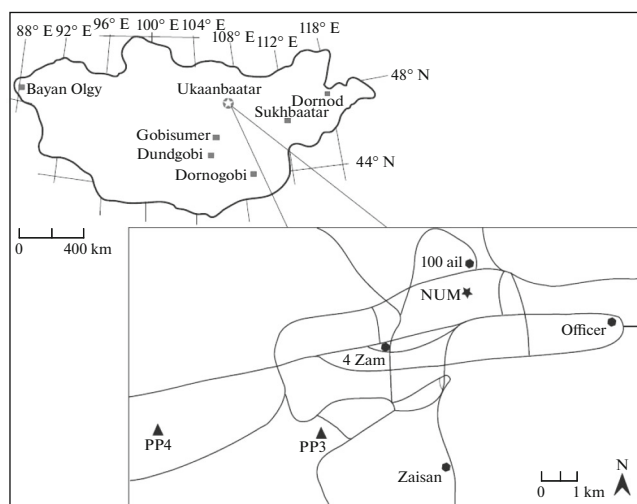 88° E 92° E 96° E 100° E 104° E 108° E 112° E 118° E
48° N
Bayan Olgy
Ukaanbaatar
Dornod
Sukhbaatar
Gobisumer
Dundgobi
Dornogobi
44° N
0 400 km
100 ail
NUM
Officer
4 Zam
PP4
PP3
Zaisan
N
0 1 km